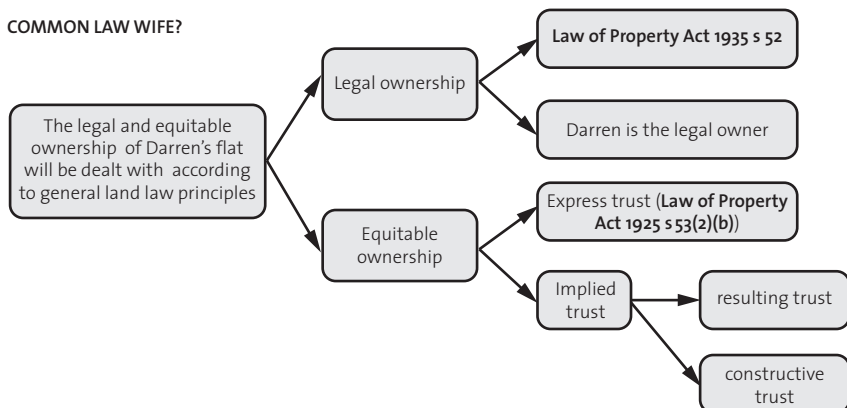 COMMON LAW WIFE?
The legal and equitable
ownership of Darren's flat
will be dealt with according
to general land law principles
Legal ownership
Law of Property Act 1935 s 52
Darren is the legal owner
Equitable
ownership
Express trust (Law of Property
Act 1925 s 53(2)(b))
Implied
trust
resulting trust
constructive
trust